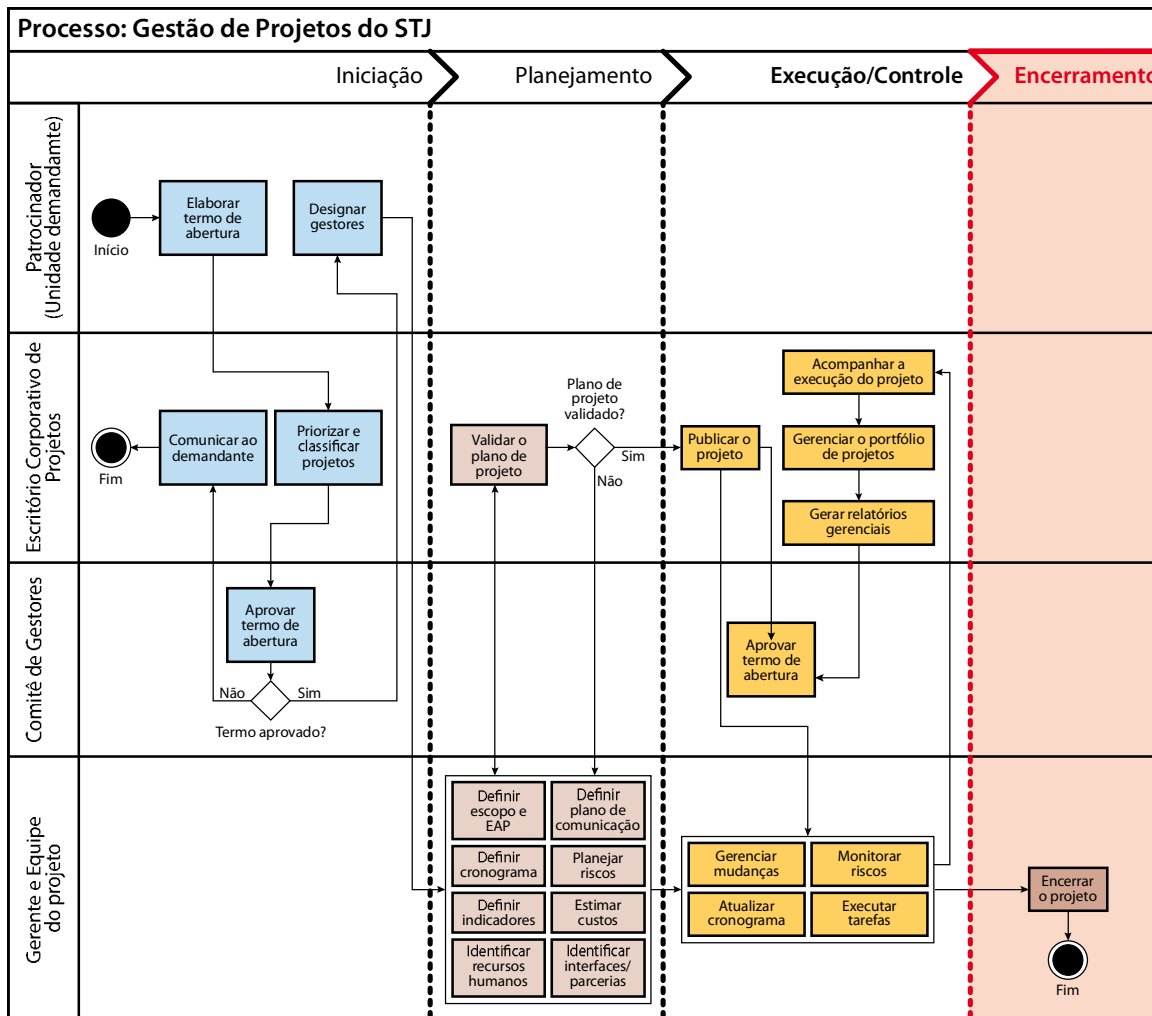 Processo: Gestão de Projetos do STJ
Iniciação
Planejamento
Execução/Controle
Encerramento
Patrocinador
(Unidade demandamte)
Início
Elaborar
termo de
abertura
Designar
gestores
Escritório Corporativo de
Projetos
Fim
Comunicar ao
demandante
Priorizar e
classificar
projetos
Validar o
plano de
projeto
Plano de
projeto
validado?
Sim
Não
Publicar o
projeto
Acompanhar a
execução do projeto
Gerenciar o portfólio
de projetos
Gerar relatórios
gerenciais
Comitê de Gestores
Aprovar
termo de
abertura
Não
Sim
Termo aprovado?
Aprovar
termo de
abertura
Gerente e Equipe
do projeto
Definir
escopo e
EAP
Definir
plano de
comunicação
Definir
cronograma
Planejar
riscos
Definir
indicadores
Estimar
custos
Identificar
recursos
humanos
Identificar
interfaces/
parcerias
Gerenciar
mudanças
Monitorar
riscos
Atualizar
cronograma
Executar
tarefas
Encerrar
o projeto
Fim